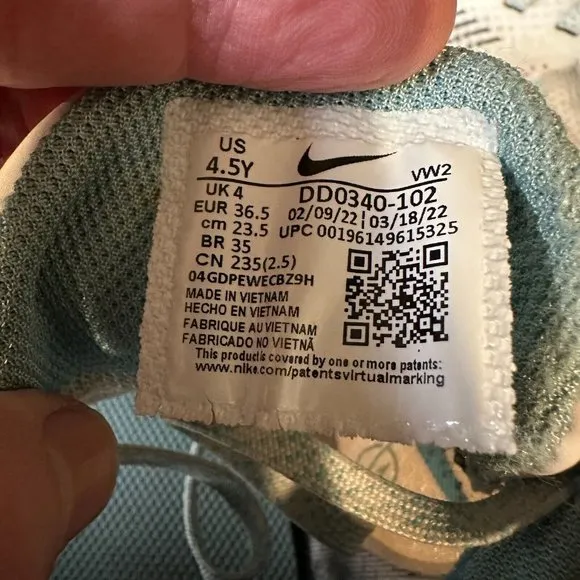 US
4.5Y
VW2
UK 4
DD0340-102
EUR 36.5
02/09/22 | 03/18/22
cm 23.5
UPC 00196149615325
BR 35
CN 235(2.5)
04GDPEWECBZ9H
MADE IN VIETNAM
HECHO EN VIETNAM
FABRIQUE AU VIETNAM
FABRICADO NO VIETNÃ
This product is covered by one or more patents:
www.nike.com/patentsvirtualmarking